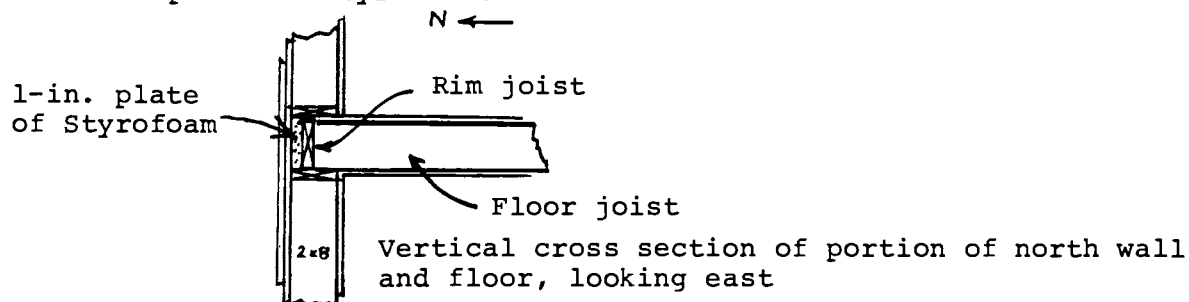 N
1-in. plate
of Styrofoam
Rim joist
Floor joist
2x8
Vertical cross section of portion of north wall
and floor, looking east